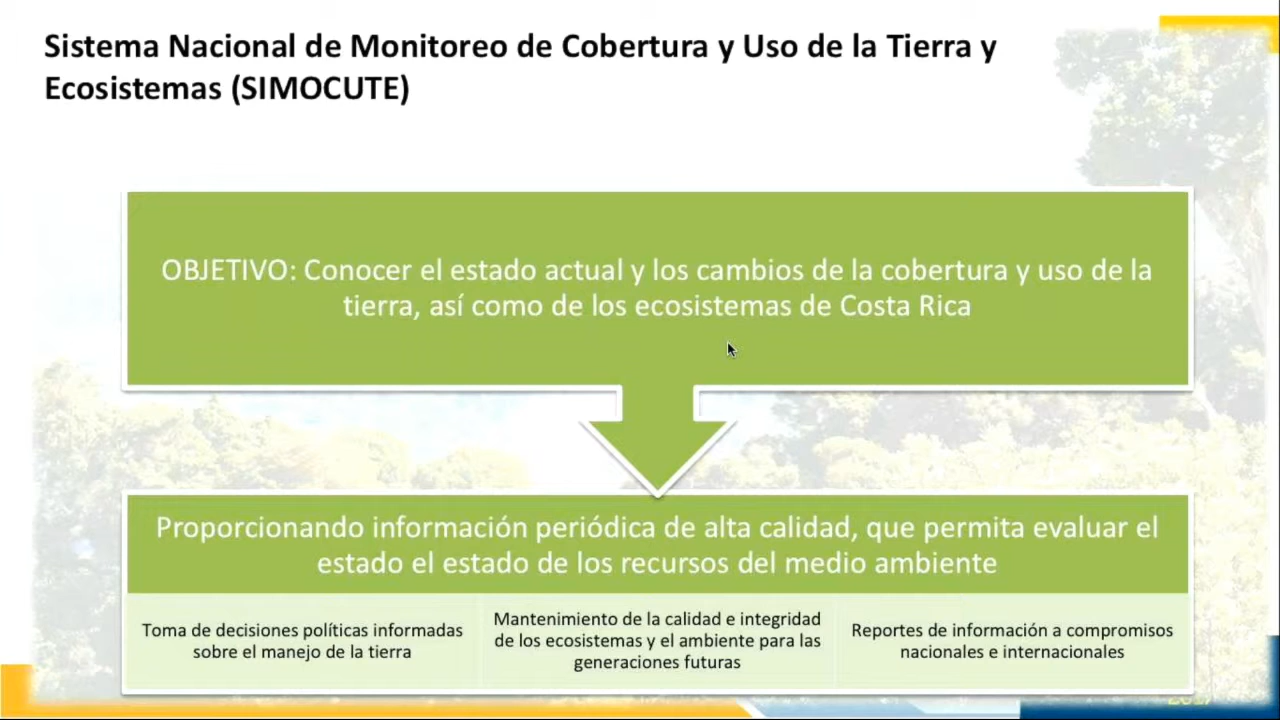 Sistema Nacional de Monitoreo de Cobertura y Uso de la Tierra y
Ecosistemas (SIMOCUTE)
OBJETIVO: Conocer el estado actual y los cambios de la cobertura y uso de la
tierra, así como de los ecosistemas de Costa Rica
Proporcionando información periódica de alta calidad, que permita evaluar el
estado el estado de los recursos del medio ambiente
Toma de decisiones políticas informadas
sobre el manejo de la tierra
Mantenimiento de la calidad e integridad
de los ecosistemas y el ambiente para las
generaciones futuras
Reportes de información a compromisos
nacionales e internacionales